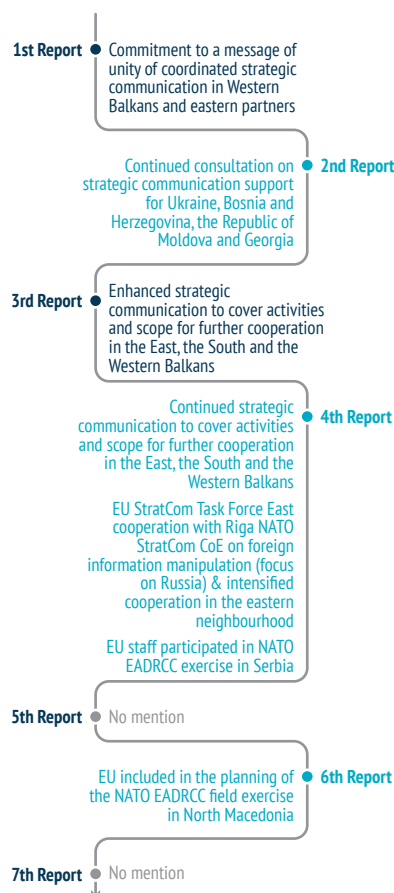 1st Report
Commitment to a message of
unity of coordinated strategic
communication in Western
Balkans and eastern partners
2nd Report
Continued consultation on
strategic communication support
for Ukraine, Bosnia and
Herzegovina, the Republic of
Moldova and Georgia
3rd Report
Enhanced strategic
communication to cover activities
and scope for further cooperation
in the East, the South and the
Western Balkans
4th Report
Continued strategic
communication to cover activities
and scope for further cooperation
in the East, the South and the
Western Balkans
EU StratCom Task Force East
cooperation with Riga NATO
StratCom CoE on foreign
information manipulation (focus
on Russia) & intensified
cooperation in the eastern
neighbourhood
EU staff participated in NATO
EADRCC exercise in Serbia
5th Report
No mention
6th Report
EU included in the planning of
the NATO EADRCC field exercise
in North Macedonia
7th Report
No mention